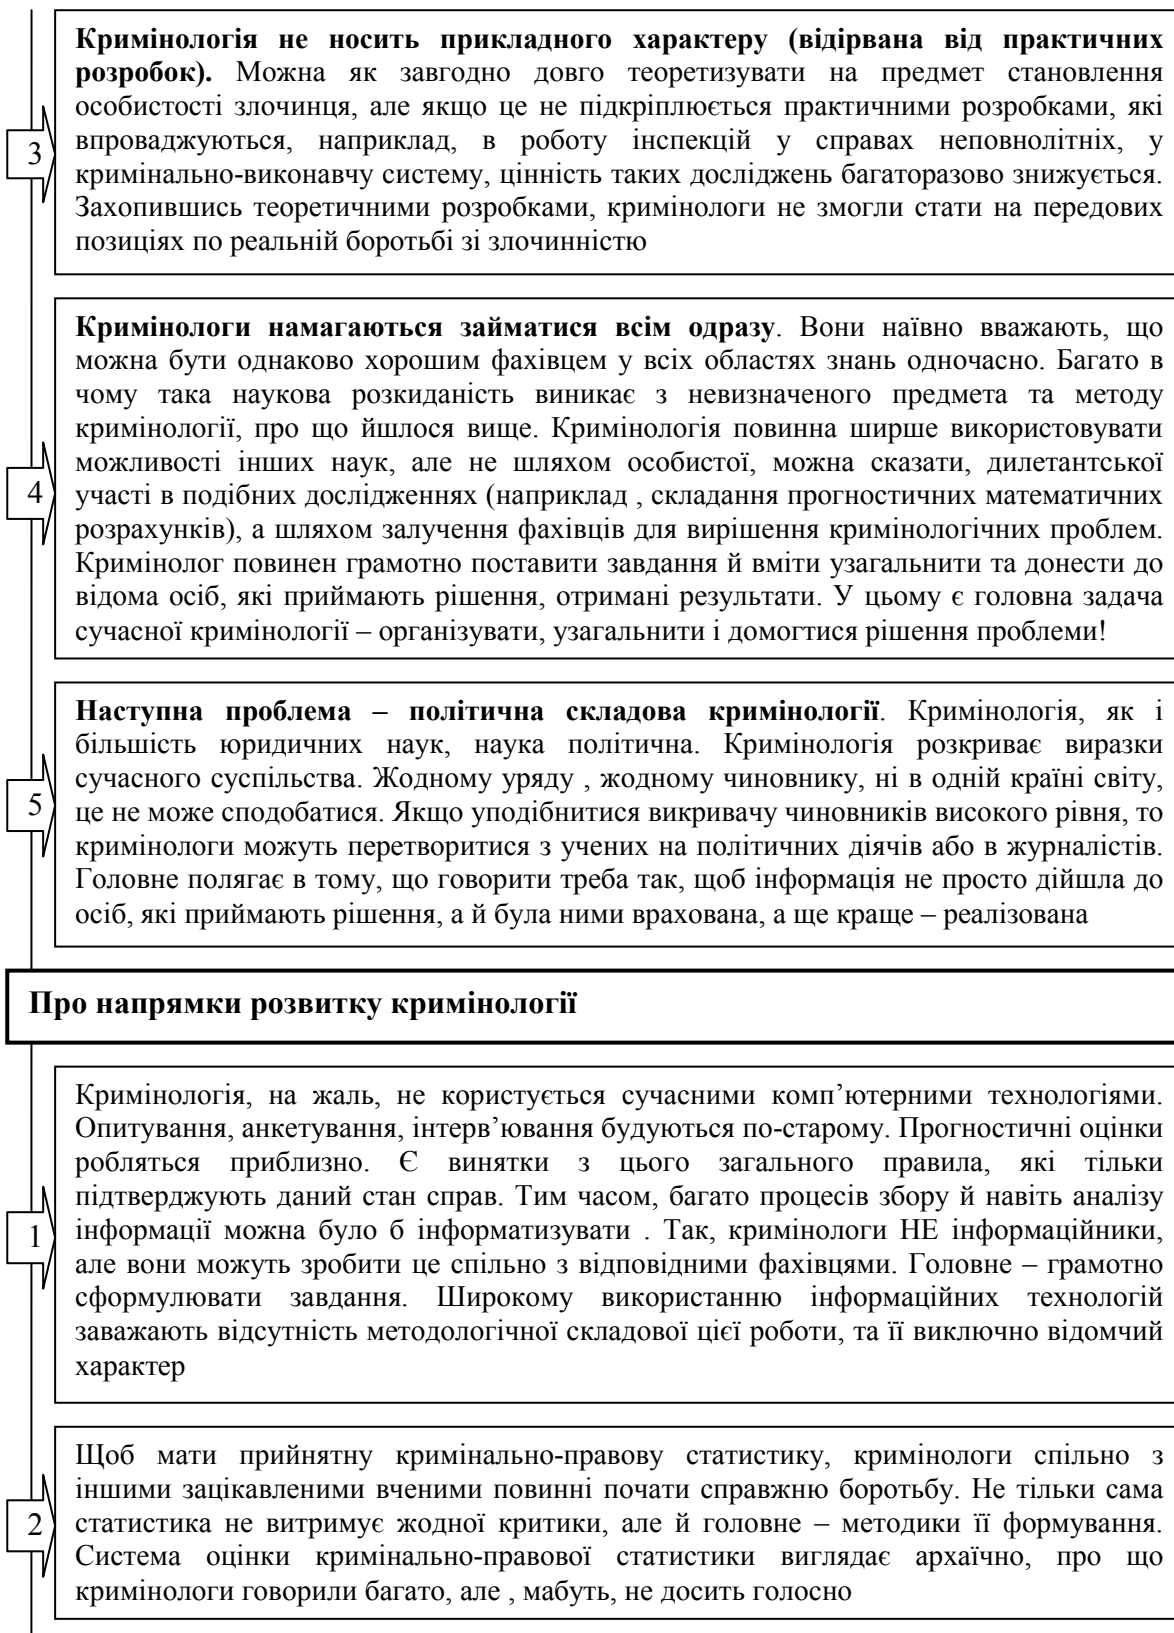 Кримінологія не носить прикладного характеру (відірвана від практичних
розробок). Можна як завгодно довго теоретизувати на предмет становлення
особистості злочинця, але якщо це не підкріплюється практичними розробками, які
впроваджуються, наприклад, в роботу інспекцій у справах неповнолітніх, у
кримінально-виконавчу систему, цінність таких досліджень багаторазово знижується.
Захопившись теоретичними розробками, кримінологи не змогли стати на передових
позиціях по реальній боротьбі зі злочинністю
3
Кримінологи намагаються займатися всім одразу. Вони наївно вважають, що
можна бути однаково хорошим фахівцем у всіх областях знань одночасно. Багато в
чому така наукова розкиданість виникає з невизначеного предмета та методу
кримінології, про що йшлося вище. Кримінологія повинна ширше використовувати
можливості інших наук, але не шляхом особистої, можна сказати, дилетантської
участі в подібних дослідженнях (наприклад , складання прогностичних математичних
розрахунків), а шляхом залучення фахівців для вирішення кримінологічних проблем.
Кримінолог повинен грамотно поставити завдання й вміти узагальнити та донести до
відома осіб, які приймають рішення, отримані результати. У цьому є головна задача
сучасної кримінології – організувати, узагальнити і домогтися рішення проблеми!
4
Наступна проблема – політична складова кримінології. Кримінологія, як і
більшість юридичних наук, наука політична. Кримінологія розкриває виразки
сучасного суспільства. Жодному уряду , жодному чиновнику, ні в одній країні світу,
це не може сподобатися. Якщо уподібнитися викривачу чиновників високого рівня, то
кримінологи можуть перетворитися з учених на політичних діячів або в журналістів.
Головне полягає в тому, що говорити треба так, щоб інформація не просто дійшла до
осіб, які приймають рішення, а й була ними врахована, а ще краще – реалізована
5
Про напрямки розвитку кримінології
Кримінологія, на жаль, не користується сучасними комп’ютерними технологіями.
Опитування, анкетування, інтерв’ювання будуються по-старому. Прогностичні оцінки
робляться приблизно. Є винятки з цього загального правила, які тільки
підтверджують даний стан справ. Тим часом, багато процесів збору й навіть аналізу
інформації можна було б інформатизувати . Так, кримінологи НЕ інформаційники,
але вони можуть зробити це спільно з відповідними фахівцями. Головне – грамотно
сформулювати завдання. Широкому використанню інформаційних технологій
заважають відсутність методологічної складової цієї роботи, та її виключно відомчий
характер
1
Щоб мати прийнятну кримінально-правову статистику, кримінологи спільно з
іншими зацікавленими вченими повинні почати справжню боротьбу. Не тільки сама
статистика не витримує жодної критики, але й головне – методики її формування.
Система оцінки кримінально-правової статистики виглядає архаїчно, про що
кримінологи говорили багато, але , мабуть, не досить голосно
2